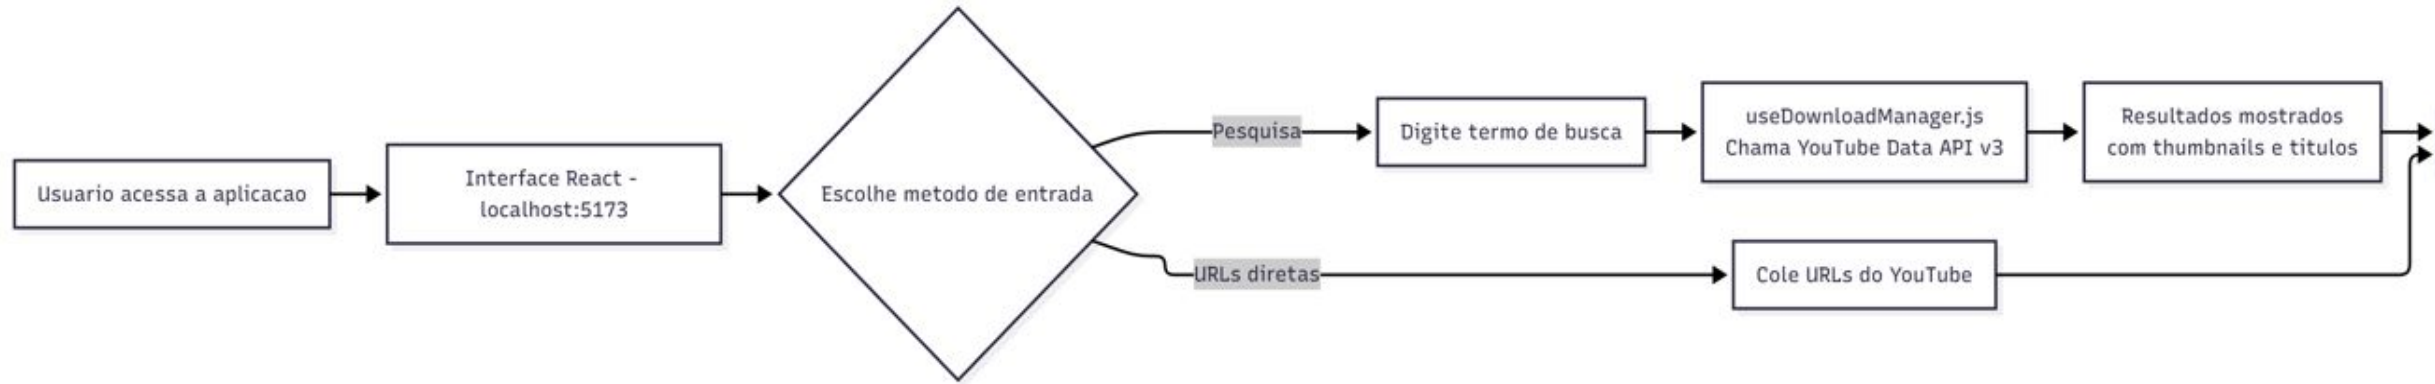 Usuario acessa a aplicacao
Interface React -
localhost:5173
Escolhe metodo de entrada
Pesquisa
Digite termo de busca
useDownloadManager.js
Chama YouTube Data API v3
Resultados mostrados
com thumbnails e titulos
URLs diretas
Cole URLs do YouTube